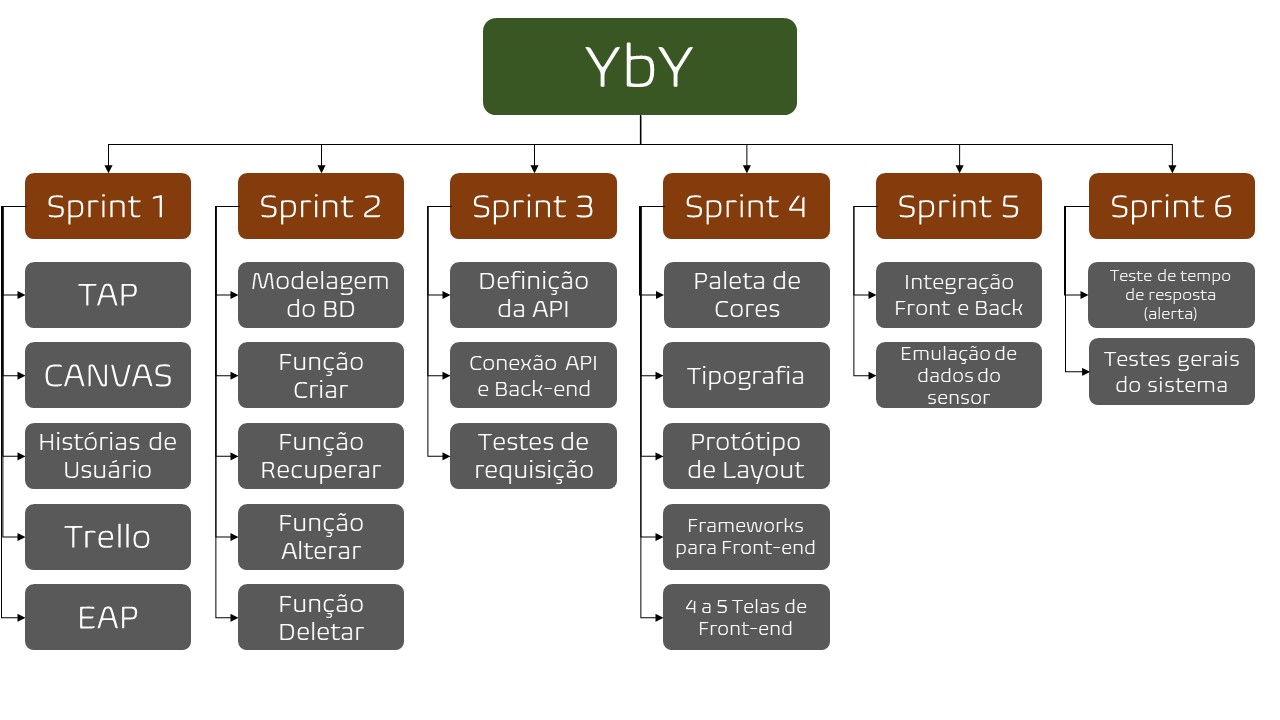 YbY
Sprint 1
TAP
CANVAS
Histórias de
Usuário
Trello
EAP
Sprint 2
Modelagem
do BD
Função
Criar
Função
Recuperar
Função
Alterar
Função
Deletar
Sprint 3
Definição
da API
Conexão API
e Back-end
Testes de
requisição
Sprint 4
Paleta de
Cores
Tipografia
Protótipo
de Layout
Frameworks
para Front-end
4 a 5 Telas de
Front-end
Sprint 5
Integração
Front e Back
Emulação de
dados do
sensor
Sprint 6
Teste de tempo
de resposta
(alerta)
Testes gerais
do sistema